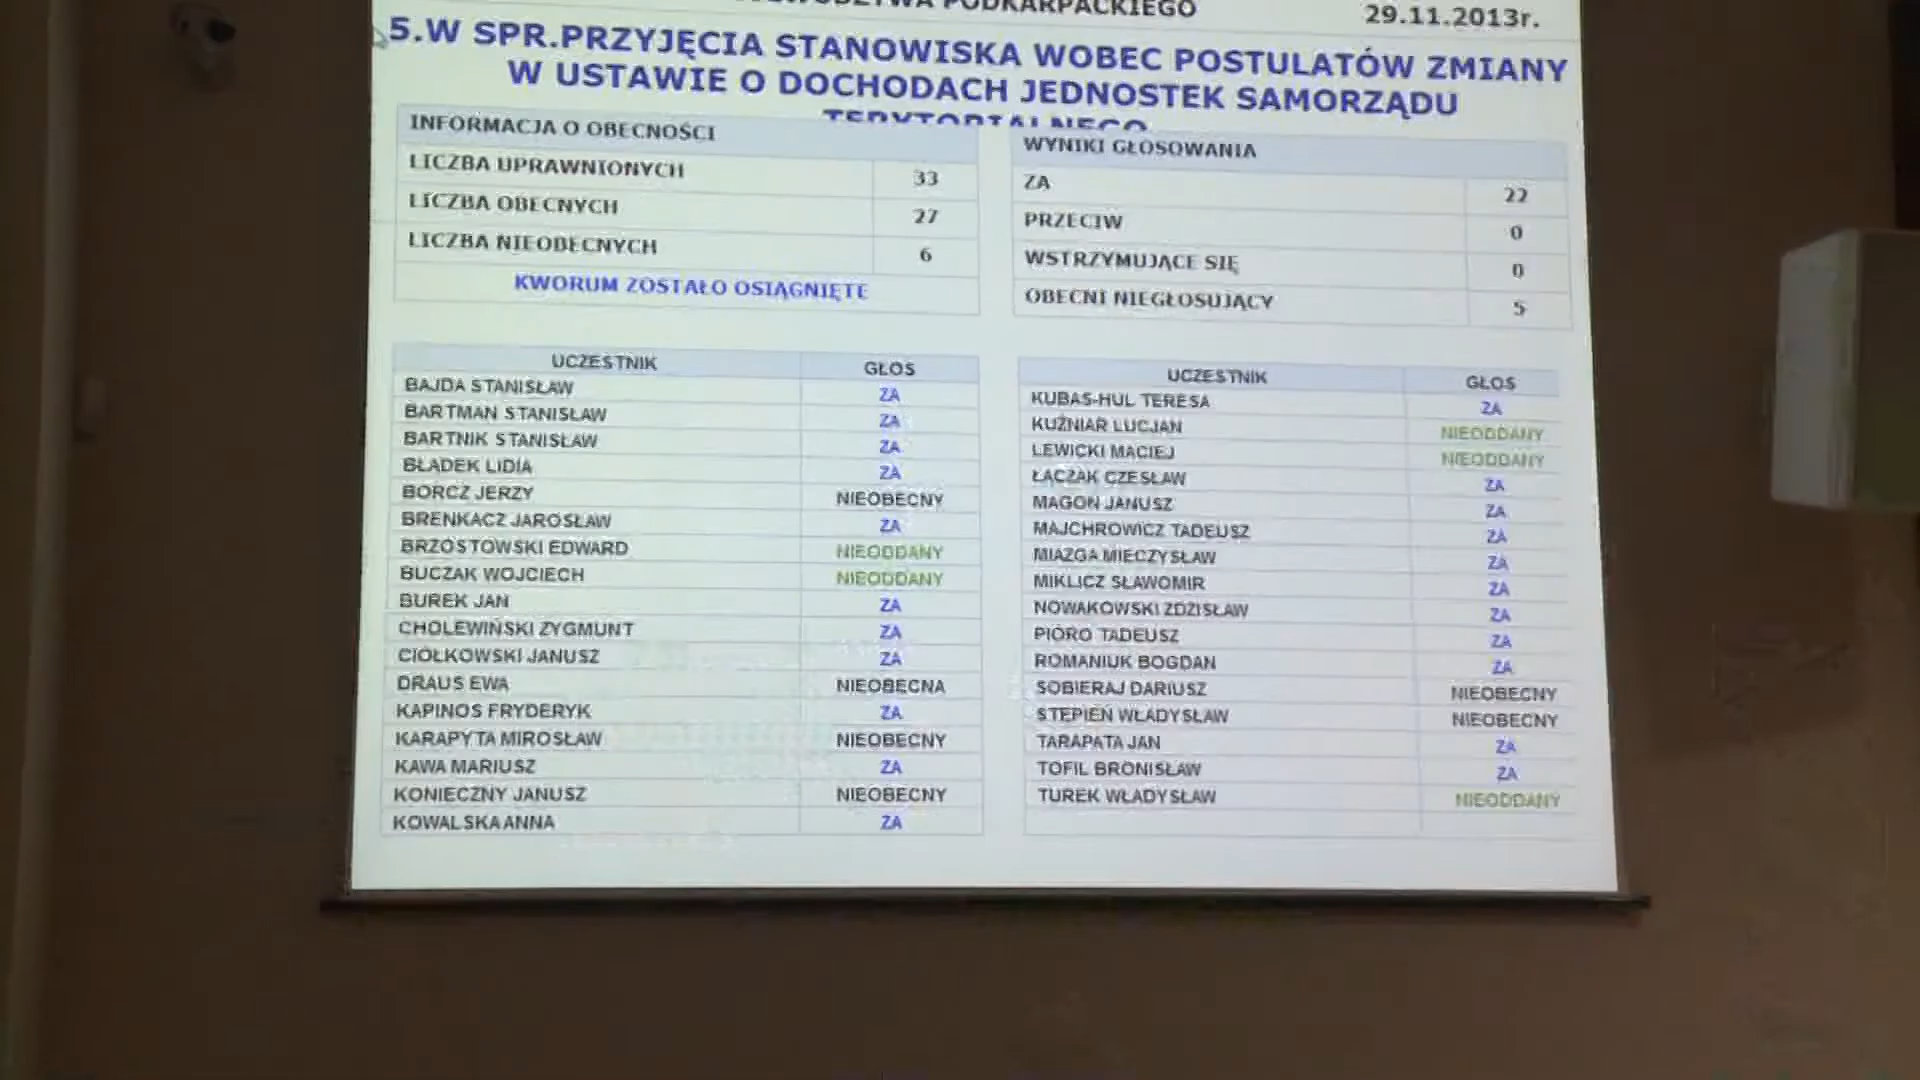 PODKARPACKIEGO
29.11.2013r.
5.W SPR.PRZYJĘCIA STANOWISKA WOBEC POSTULATÓW ZMIANY
W USTAWIE O DOCHODACH JEDNOSTEK SAMORZĄDU
TERYTORIALNEGO
INFORMACJA O OBECNOŚCI
LICZBA UPRAWNIONYCH 33
LICZBA OBECNYCH 27
LICZBA NIEOBECNYCH 6
KWORUM ZOSTAŁO OSIĄGNIĘTE
WYNIKI GŁOSOWANIA
ZA 22
PRZECIW 0
WSTRZYMUJĄCE SIĘ 0
OBECNI NIEGŁOSUJĄCY 5
UCZESTNIK GŁOS
BAJDA STANISŁAW ZA
BARTMAN STANISŁAW ZA
BARTNIK STANISŁAW ZA
BŁĄDEK LIDIA ZA
BORCZ JERZY NIEOBECNY
BRENKACZ JAROSŁAW ZA
BRZOSTOWSKI EDWARD NIEODDANY
BUCZAK WOJCIECH NIEODDANY
BUREK JAN ZA
CHOLEWIŃSKI ZYGMUNT ZA
CIÓŁKOWSKI JANUSZ ZA
DRAUS EWA NIEOBECNA
KAPINOS FRYDERYK ZA
KARAPYTA MIROSŁAW NIEOBECNY
KAWA MARIUSZ ZA
KONIECZNY JANUSZ NIEOBECNY
KOWALSKA ANNA ZA
UCZESTNIK GŁOS
KUBAS-HUL TERESA ZA
KUŹNIAR LUCJAN NIEODDANY
LEWICKI MACIEJ NIEODDANY
ŁĄCZAK CZESŁAW ZA
MAGOŃ JANUSZ ZA
MAJCHROWICZ TADEUSZ ZA
MIAZGA MIECZYSŁAW ZA
MIKLICZ SŁAWOMIR ZA
NOWAKOWSKI ZDZISŁAW ZA
PIÓRO TADEUSZ ZA
ROMANIUK BOGDAN ZA
SOBIERAJ DARIUSZ NIEOBECNY
STĘPIEŃ WŁADYSŁAW NIEOBECNY
TARAPATA JAN ZA
TOFIL BRONISŁAW ZA
TUREK WŁADYSŁAW NIEODDANY